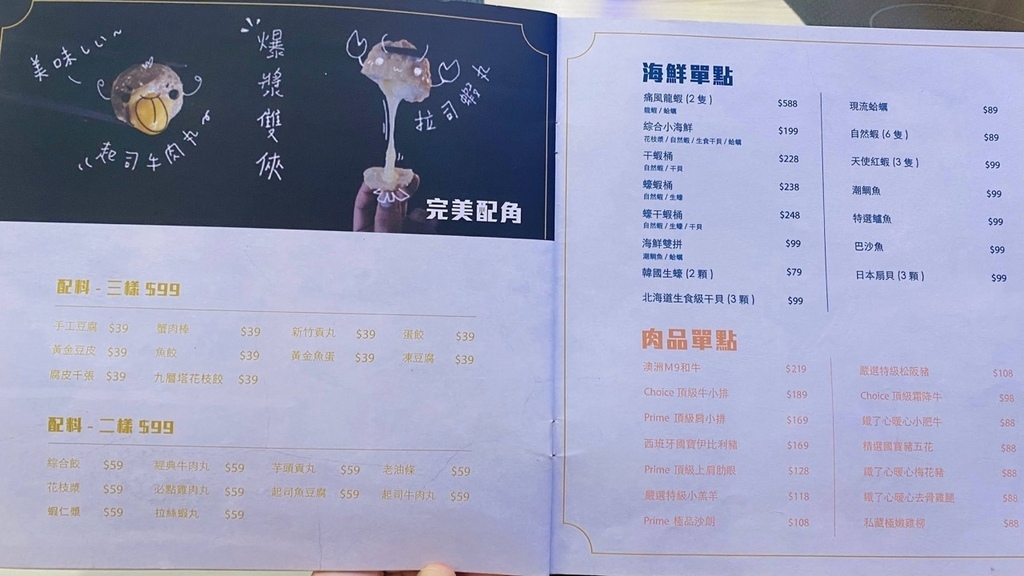 美味しい~
起司牛肉丸
爆漿雙俠
拉司蝦丸
完美配角
配料 - 三樣 $99
手工豆腐 $39 蟹肉棒 $39 新竹貢丸 $39 蛋餃 $39
黃金豆皮 $39 魚餃 $39 黃金魚蛋 $39 凍豆腐 $39
腐皮千張 $39 九層塔花枝餃 $39
配料 - 二樣 $99
綜合餃 $59 經典牛肉丸 $59 芋頭貢丸 $59 老油條 $59
花枝漿 $59 必點雞肉丸 $59 起司魚豆腐 $59 起司牛肉丸 $59
蝦仁漿 $59 拉絲蝦丸 $59
海鮮單點
痛風龍蝦 (2 隻) $588
龍蝦 / 蛤蠣
綜合小海鮮 $199
花枝漿 / 自然蝦 / 生食干貝 / 蛤蠣
干蝦桶 $228
自然蝦 / 干貝
蠔蝦桶 $238
自然蝦 / 生蠔
蠔干蝦桶 $248
自然蝦 / 生蠔 / 干貝
海鮮雙拼 $99
潮鯛魚 / 蛤蠣
韓國生蠔 (2 顆) $79
北海道生食級干貝 (3 顆) $99
現流蛤蠣 $89
自然蝦 (6 隻) $89
天使紅蝦 (3 隻) $99
潮鯛魚 $99
特選鱸魚 $99
巴沙魚 $99
日本扇貝 (3 顆) $99
肉品單點
澳洲M9和牛 $219
Choice 頂級牛小排 $189
Prime 頂級肩小排 $169
西班牙國寶伊比利豬 $169
Prime 頂級上肩肋眼 $128
嚴選特級小羔羊 $118
Prime 極品沙朗 $108
嚴選特級松阪豬 $108
Choice 頂級霜降牛 $98
鐵了心暖心小肥牛 $88
精選國寶豬五花 $88
鐵了心暖心梅花豬 $88
鐵了心暖心去骨雞腿 $88
私藏極嫩雞柳 $88